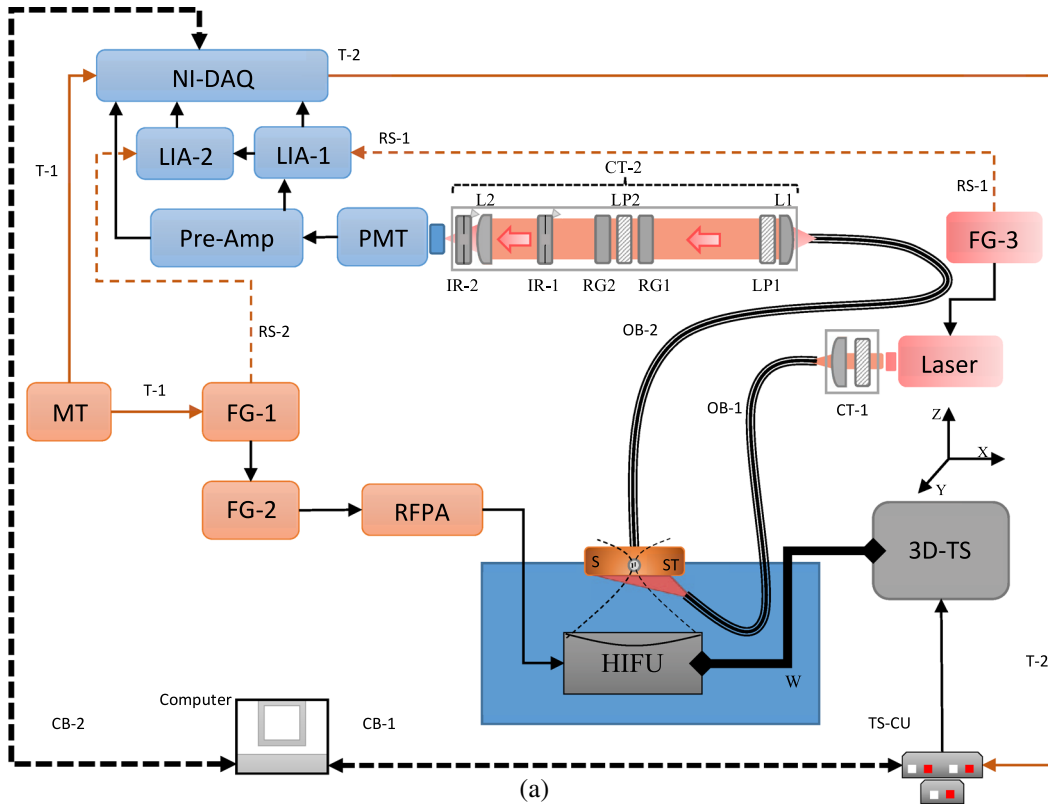 T-2
NI-DAQ
RS-1
LIA-2
LIA-1
T-1
CT-2
L2
LP2
L1
RS-1
Pre-Amp
PMT
FG-3
IR-2
IR-1
RG2
RG1
LP1
RS-2
OB-2
Laser
T-1
OB-1
CT-1
MT
FG-1
Z
X
Y
FG-2
RFPA
3D-TS
S
ST
HIFU
W
T-2
Computer
CB-2
CB-1
TS-CU
(a)